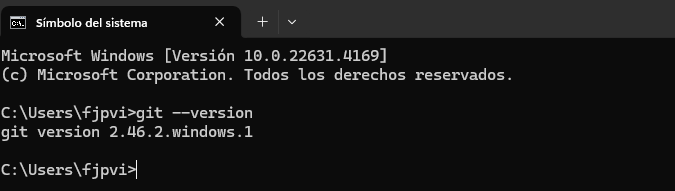 Símbolo del sistema
Microsoft Windows [Versión 10.0.22631.4169]
(c) Microsoft Corporation. Todos los derechos reservados.
C:\Users\fjpvi>git --version
git version 2.46.2.windows.1
C:\Users\fjpvi>